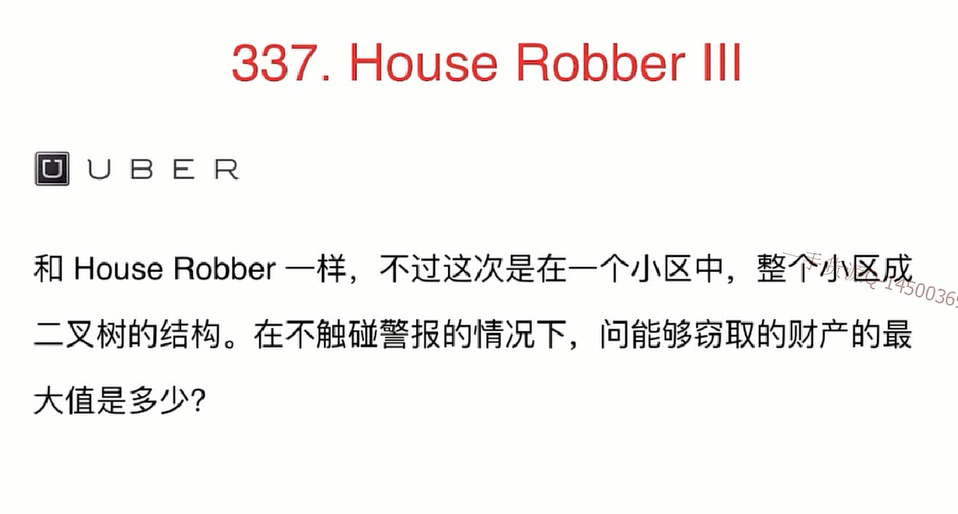 337. House Robber III
UBER
和 House Robber 一样，不过这次是在一个小区中，整个小区成
二叉树的结构。在不触碰警报的情况下，问能够窃取的财产的最
大值是多少？